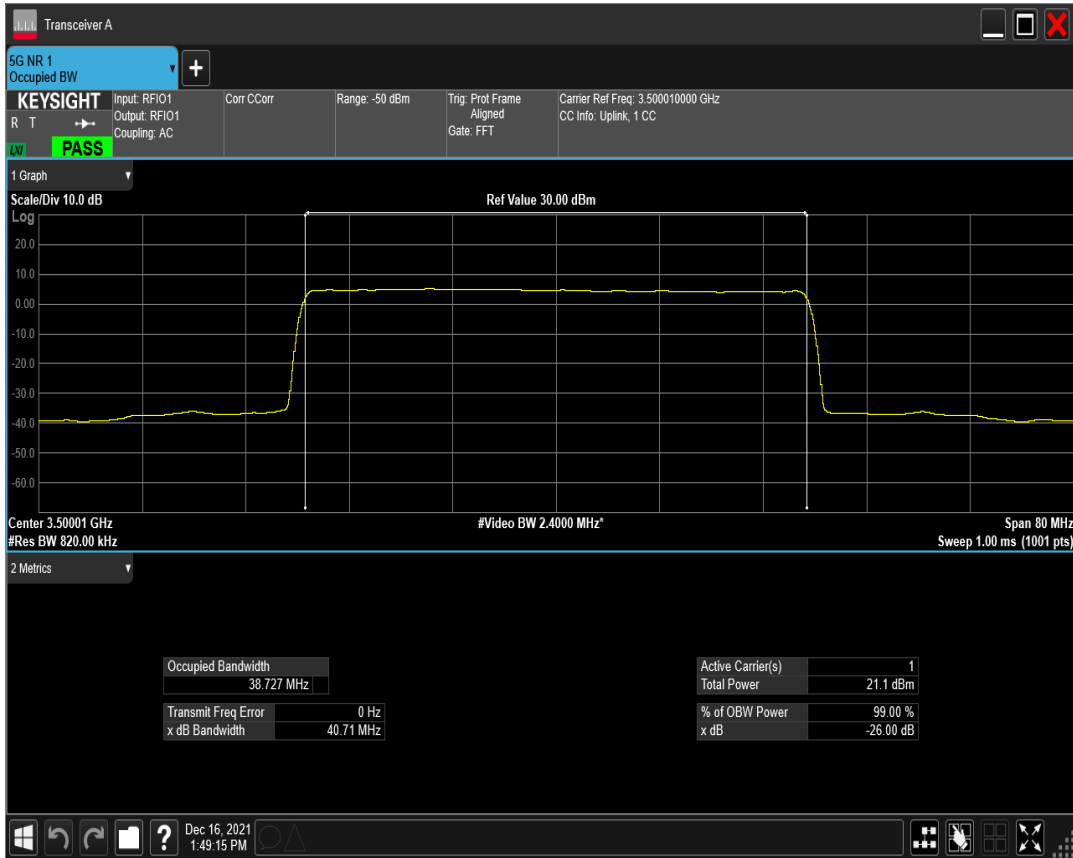 Transceiver A
5G NR 1
Occupied BW
+
KEYSIGHT
R T
LXI
PASS
Input: RFIO1
Output: RFIO1
Coupling: AC
Corr CCorr
Range: -50 dBm
Trig: Prot Frame
Aligned
Gate: FFT
Carrier Ref Freq: 3.500010000 GHz
CC Info: Uplink, 1 CC
1 Graph
Scale/Div 10.0 dB
Ref Value 30.00 dBm
Log
20.0
10.0
0.00
-10.0
-20.0
-30.0
-40.0
-50.0
-60.0
Center 3.50001 GHz
#Video BW 2.4000 MHz*
Span 80 MHz
#Res BW 820.00 kHz
Sweep 1.00 ms (1001 pts)
2 Metrics
Occupied Bandwidth
38.727 MHz
Transmit Freq Error 0 Hz
x dB Bandwidth 40.71 MHz
Active Carrier(s) 1
Total Power 21.1 dBm
% of OBW Power 99.00 %
x dB -26.00 dB
?
Dec 16, 2021
1:49:15 PM